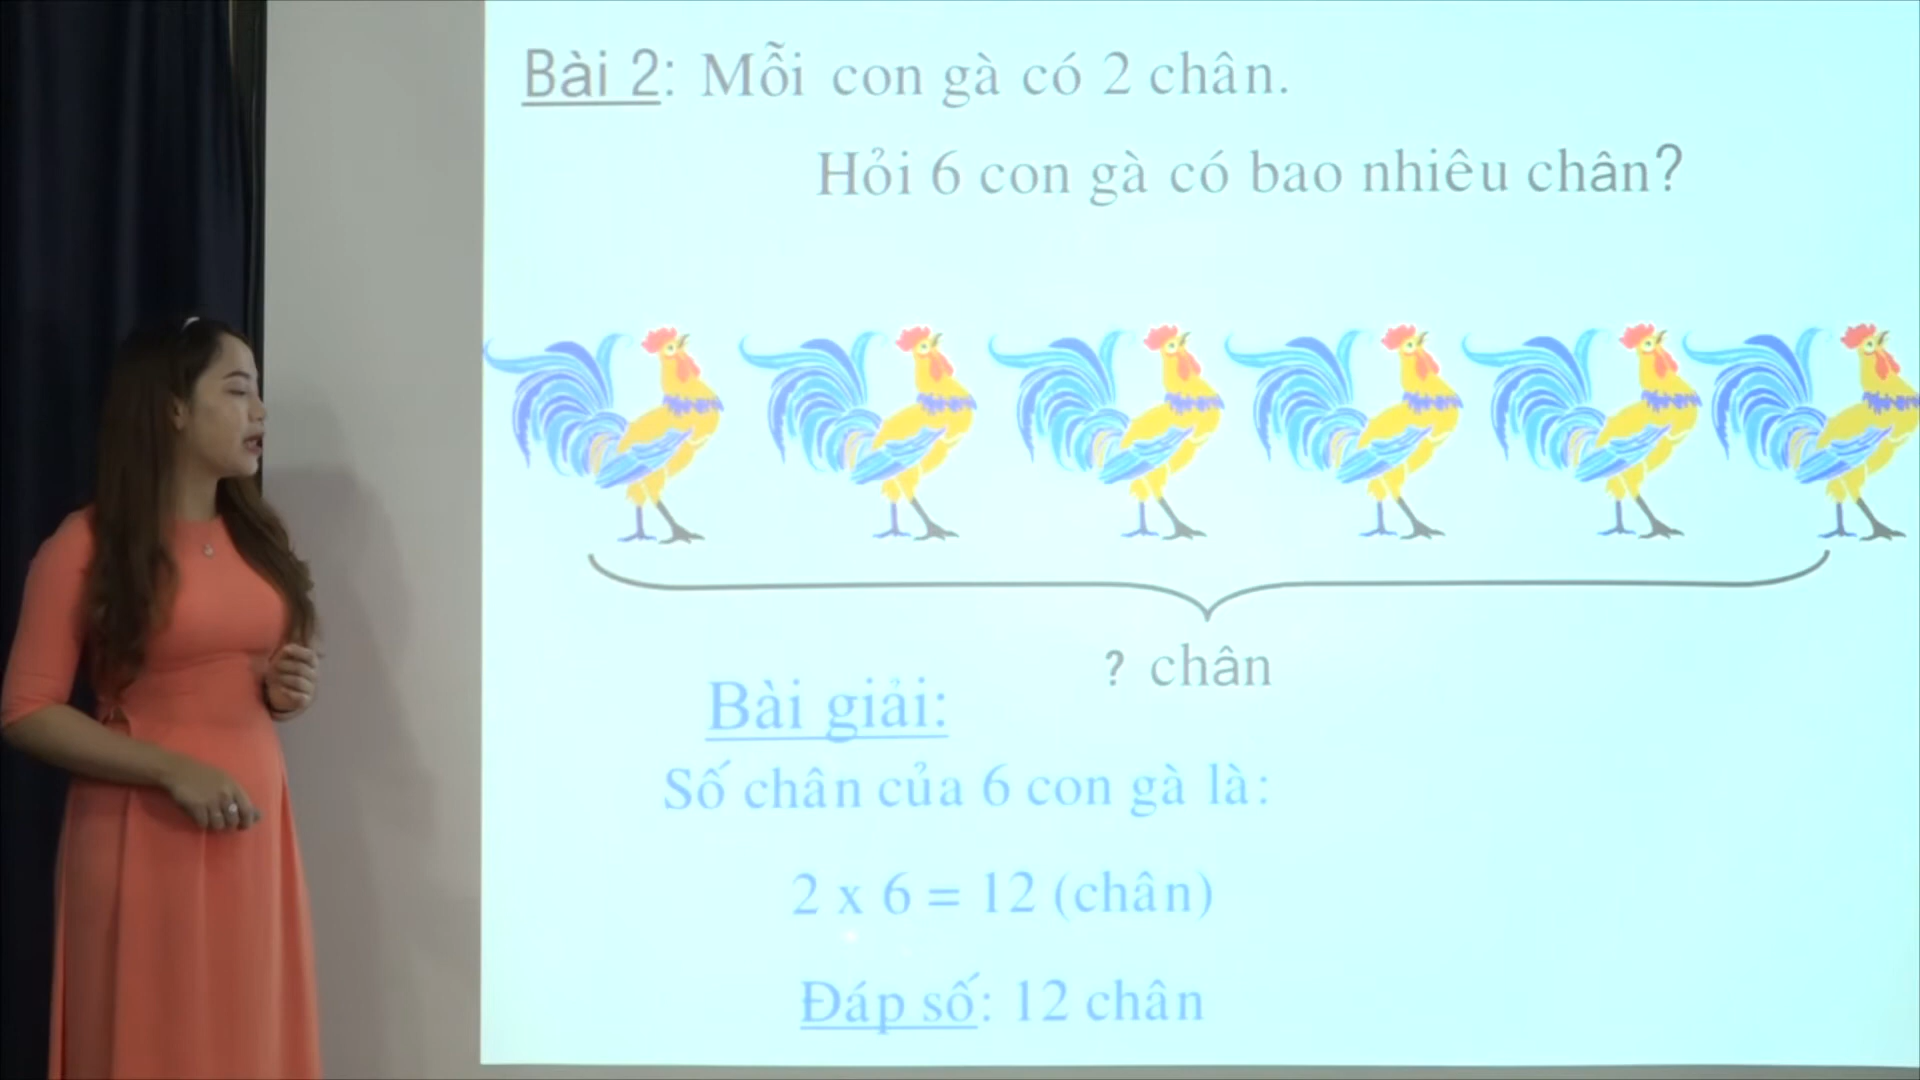 Bài 2: Mỗi con gà có 2 chân.
Hỏi 6 con gà có bao nhiêu chân?
? chân
Bài giải:
Số chân của 6 con gà là:
2 x 6 = 12 (chân)
Đáp số: 12 chân